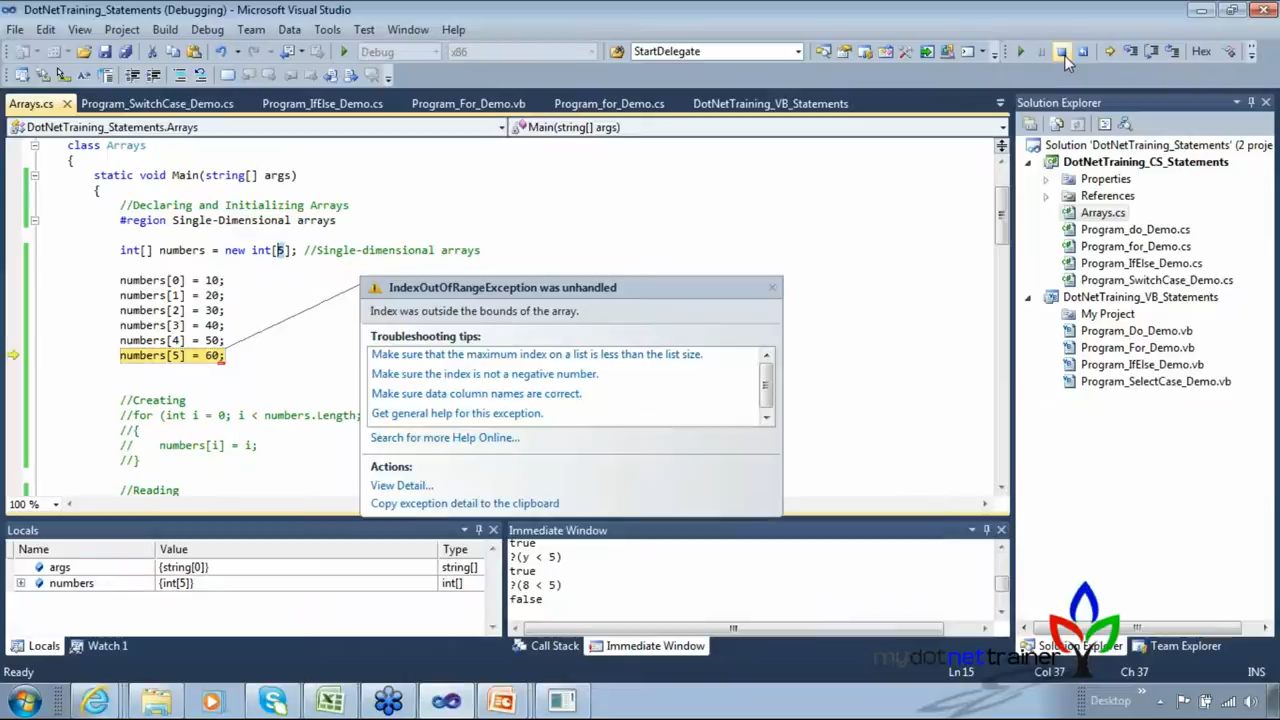 DotNetTraining_Statements (Debugging) - Microsoft Visual Studio
File Edit View Project Build Debug Team Data Tools Test Window Help
Debug x86 StartDelegate Hex
Arrays.cs Program_SwitchCase_Demo.cs Program_IfElse_Demo.cs Program_For_Demo.vb Program_for_Demo.cs DotNetTraining_VB_Statements
DotNetTraining_Statements.Arrays Main(string[] args)
class Arrays
{
static void Main(string[] args)
{
//Declaring and Initializing Arrays
#region Single-Dimensional arrays
int[] numbers = new int[5]; //Single-dimensional arrays
numbers[0] = 10;
numbers[1] = 20;
numbers[2] = 30;
numbers[3] = 40;
numbers[4] = 50;
numbers[5] = 60;
//Creating
//for (int i = 0; i < numbers.Length;
//{
// numbers[i] = i;
//}
//Reading
100 %
IndexOutOfRangeException was unhandled
Index was outside the bounds of the array.
Troubleshooting tips:
Make sure that the maximum index on a list is less than the list size.
Make sure the index is not a negative number.
Make sure data column names are correct.
Get general help for this exception.
Search for more Help Online...
Actions:
View Detail...
Copy exception detail to the clipboard
Solution Explorer
Solution 'DotNetTraining_Statements' (2 proje
DotNetTraining_CS_Statements
Properties
References
Arrays.cs
Program_do_Demo.cs
Program_for_Demo.cs
Program_IfElse_Demo.cs
Program_SwitchCase_Demo.cs
DotNetTraining_VB_Statements
My Project
Program_Do_Demo.vb
Program_For_Demo.vb
Program_IfElse_Demo.vb
Program_SelectCase_Demo.vb
Locals
Name Value Type
args {string[0]} string[]
numbers {int[5]} int[]
Locals Watch 1
Immediate Window
true
?(y < 5)
true
?(8 < 5)
false
Call Stack Immediate Window
Solution Explorer Team Explorer
mydotnettrainer
Ready Ln 15 Col 37 Ch 37 INS
Desktop